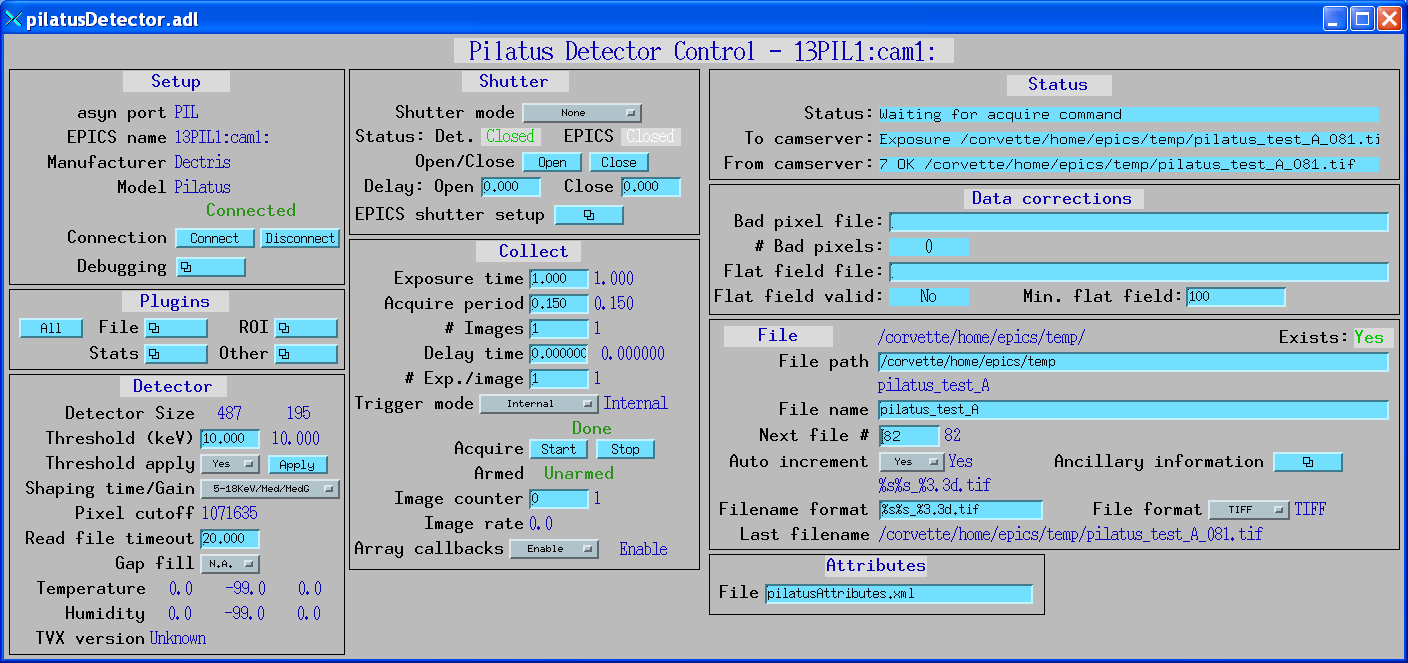 pilatusDetector.adl
Pilatus Detector Control - 13PIL1:cam1:
Setup
asyn port PIL
EPICS name 13PIL1:cam1:
Manufacturer Dectris
Model Pilatus
Connected
Connection Connect Disconnect
Debugging
Plugins
All File ROI
Stats Other
Detector
Detector Size 487 195
Threshold (keV) 10.000 10.000
Threshold apply Yes Apply
Shaping time/Gain 5-18KeV/Med/MedG
Pixel cutoff 1071635
Read file timeout 20.000
Gap fill N.A.
Temperature 0.0 -99.0 0.0
Humidity 0.0 -99.0 0.0
TVX version Unknown
Shutter
Shutter mode None
Status: Det. Closed EPICS Closed
Open/Close Open Close
Delay: Open 0.000 Close 0.000
EPICS shutter setup
Collect
Exposure time 1.000 1.000
Acquire period 0.150 0.150
# Images 1 1
Delay time 0.000000 0.000000
# Exp./image 1 1
Trigger mode Internal Internal
Done
Acquire Start Stop
Armed Unarmed
Image counter 0 1
Image rate 0.0
Array callbacks Enable Enable
Status
Status: Waiting for acquire command
To camserver: Exposure /corvette/home/epics/temp/pilatus_test_A_081.ti
From camserver: 7 OK /corvette/home/epics/temp/pilatus_test_A_081.tif
Data corrections
Bad pixel file:
# Bad pixels: 0
Flat field file:
Flat field valid: No Min. flat field: 100
File /corvette/home/epics/temp/ Exists: Yes
File path /corvette/home/epics/temp
pilatus_test_A
File name pilatus_test_A
Next file # 82 82
Auto increment Yes Yes Ancillary information
%s%s_%3.3d.tif
Filename format %s%s_%3.3d.tif File format TIFF TIFF
Last filename /corvette/home/epics/temp/pilatus_test_A_081.tif
Attributes
File pilatusAttributes.xml